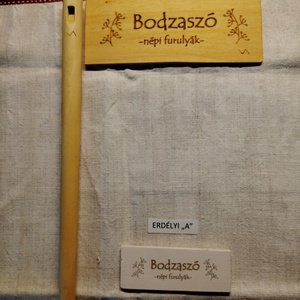 Bodzaszó
-népi furulyák-
ERDÉLYI „A"
Bodzaszó
-népi furulyák-